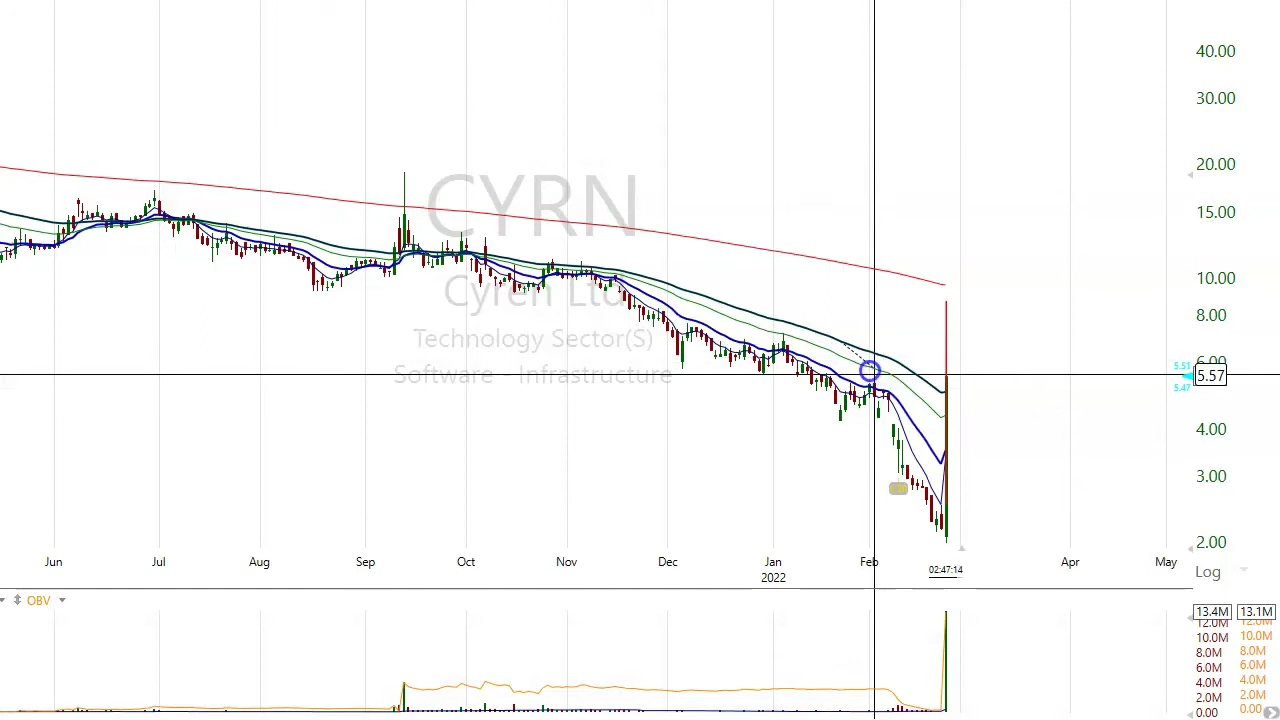 40.00
30.00
20.00
15.00
10.00
8.00
6.00
5.51
5.57
5.47
4.00
3.00
2.00
CYRN
Cyren Ltd
Technology Sector(S)
Software - Infrastructure
Jun Jul Aug Sep Oct Nov Dec Jan Feb Apr May
2022
02:47:14
Log
OBV
13.4M 13.1M
12.0M 12.0M
10.0M 10.0M
8.0M 8.0M
6.0M 6.0M
4.0M 4.0M
2.0M 2.0M
0.00 0.00